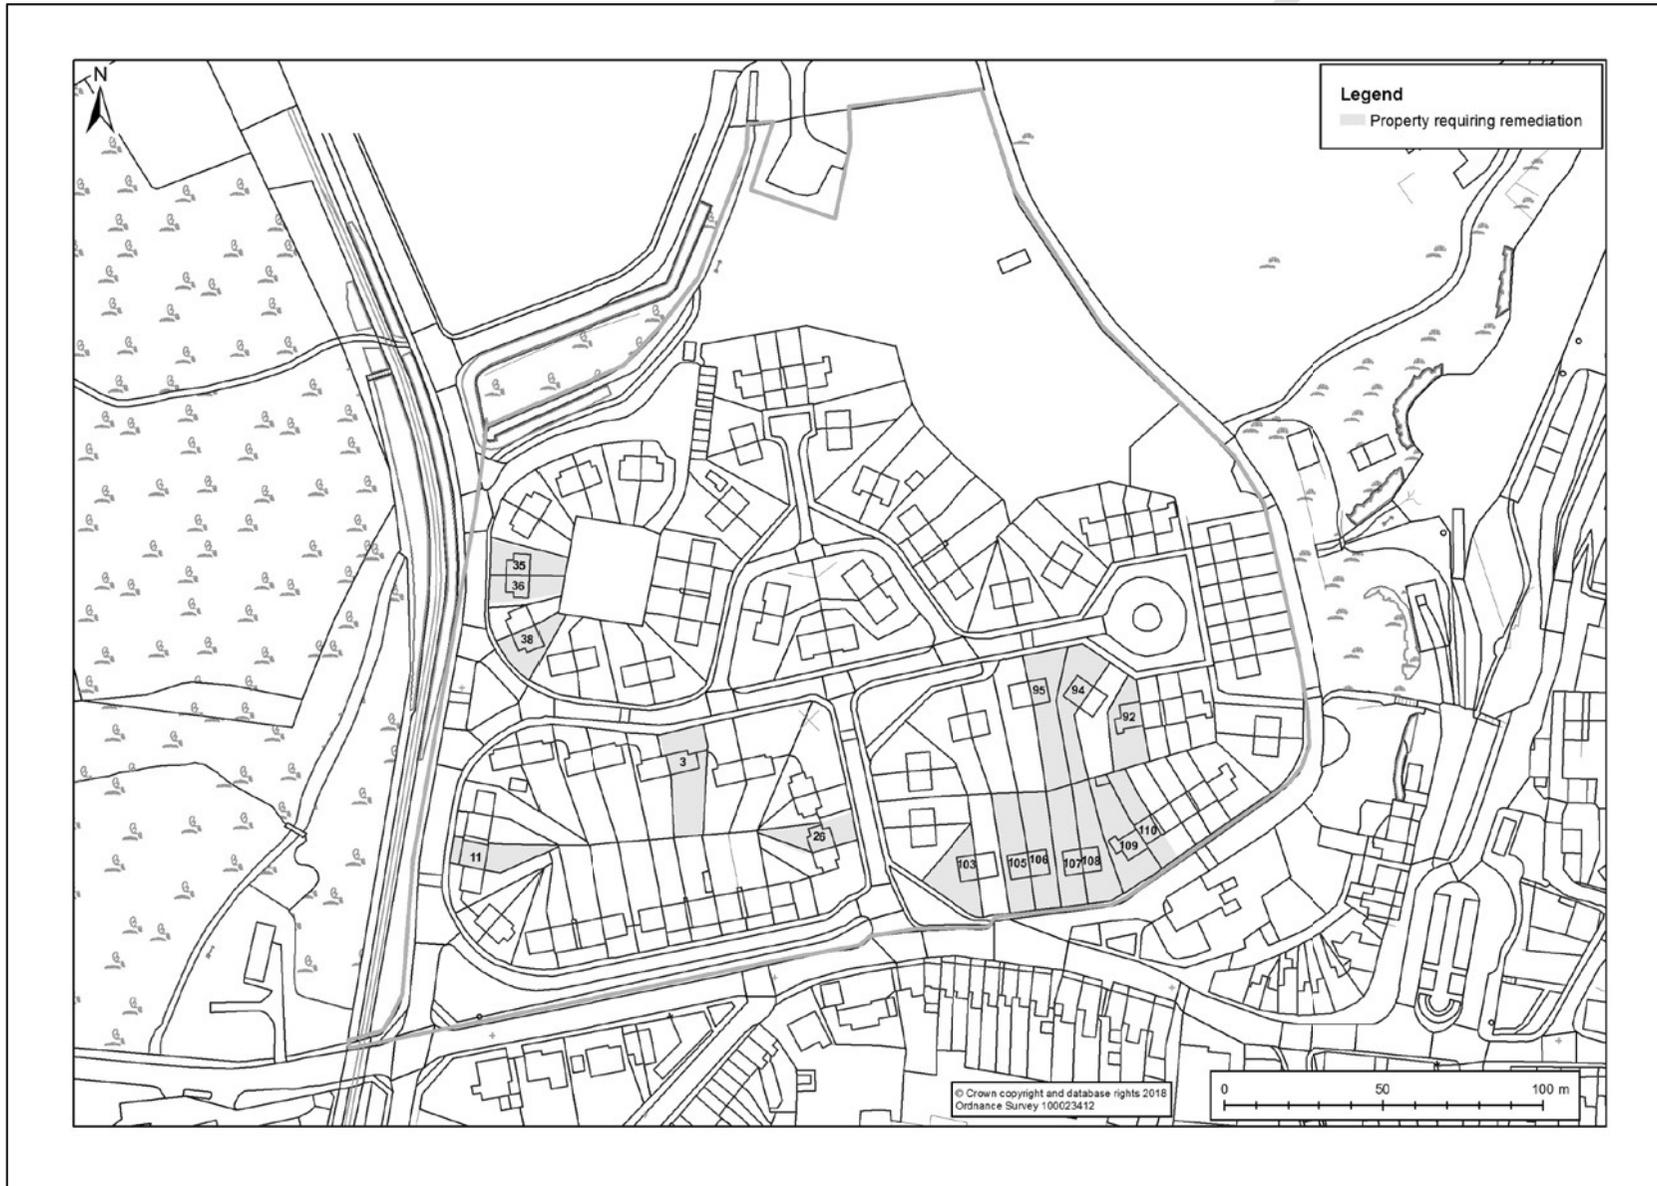 N
Legend
Property requiring remediation
35
36
38
95
94
92
3
26
11
110
109
103
105 106
107 108
© Crown copyright and database rights 2018
Ordnance Survey 100023412
0 50 100 m